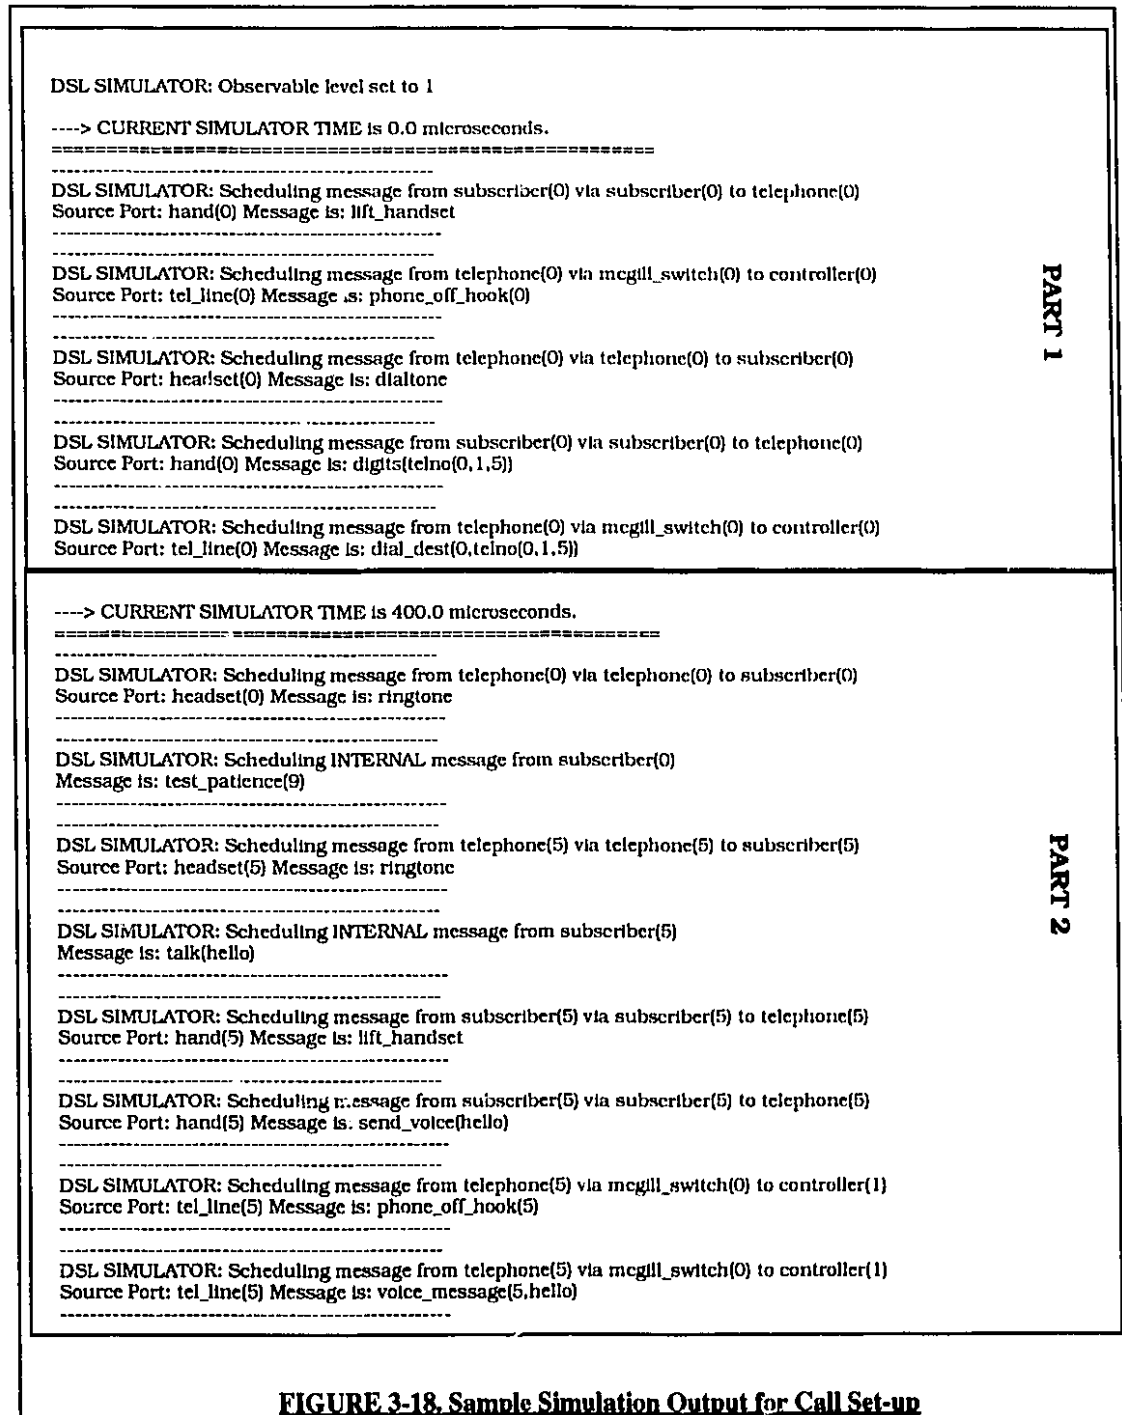 DSL SIMULATOR: Observable level set to 1
----> CURRENT SIMULATOR TIME is 0.0 microseconds.
=======================================================
--------------------------------------------------
DSL SIMULATOR: Scheduling message from subscriber(0) via subscriber(0) to telephone(0)
Source Port: hand(0) Message is: lift_handset
--------------------------------------------------
--------------------------------------------------
DSL SIMULATOR: Scheduling message from telephone(0) via mcgill_switch(0) to controller(0)
Source Port: tel_line(0) Message is: phone_off_hook(0)
--------------------------------------------------
--------------------------------------------------
DSL SIMULATOR: Scheduling message from telephone(0) via telephone(0) to subscriber(0)
Source Port: headset(0) Message is: dialtone
--------------------------------------------------
--------------------------------------------------
DSL SIMULATOR: Scheduling message from subscriber(0) via subscriber(0) to telephone(0)
Source Port: hand(0) Message is: digits(telno(0,1,5))
--------------------------------------------------
--------------------------------------------------
DSL SIMULATOR: Scheduling message from telephone(0) via mcgill_switch(0) to controller(0)
Source Port: tel_line(0) Message is: dial_dest(0,telno(0,1,5))
PART 1
----> CURRENT SIMULATOR TIME is 400.0 microseconds.
=======================================================
--------------------------------------------------
DSL SIMULATOR: Scheduling message from telephone(0) via telephone(0) to subscriber(0)
Source Port: headset(0) Message is: ringtone
--------------------------------------------------
--------------------------------------------------
DSL SIMULATOR: Scheduling INTERNAL message from subscriber(0)
Message is: test_patience(9)
--------------------------------------------------
--------------------------------------------------
DSL SIMULATOR: Scheduling message from telephone(5) via telephone(5) to subscriber(5)
Source Port: headset(5) Message is: ringtone
--------------------------------------------------
--------------------------------------------------
DSL SIMULATOR: Scheduling INTERNAL message from subscriber(5)
Message is: talk(hello)
--------------------------------------------------
--------------------------------------------------
DSL SIMULATOR: Scheduling message from subscriber(5) via subscriber(5) to telephone(5)
Source Port: hand(5) Message is: lift_handset
--------------------------------------------------
--------------------------------------------------
DSL SIMULATOR: Scheduling message from subscriber(5) via subscriber(5) to telephone(5)
Source Port: hand(5) Message is: send_voice(hello)
--------------------------------------------------
--------------------------------------------------
DSL SIMULATOR: Scheduling message from telephone(5) via mcgill_switch(0) to controller(1)
Source Port: tel_line(5) Message is: phone_off_hook(5)
--------------------------------------------------
--------------------------------------------------
DSL SIMULATOR: Scheduling message from telephone(5) via mcgill_switch(0) to controller(1)
Source Port: tel_line(5) Message is: voice_message(5,hello)
--------------------------------------------------
PART 2
FIGURE 3-18. Sample Simulation Output for Call Set-up